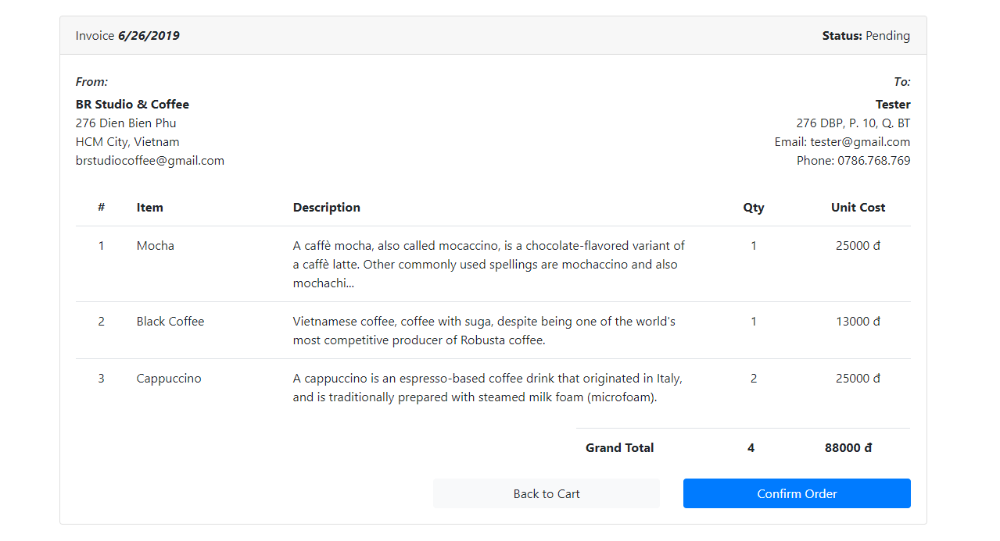 Invoice 6/26/2019 Status: Pending
From: To:
BR Studio & Coffee Tester
276 Dien Bien Phu 276 DBP, P. 10, Q. BT
HCM City, Vietnam Email: tester@gmail.com
brstudiocoffee@gmail.com Phone: 0786.768.769
# Item Description Qty Unit Cost
1 Mocha A caffè mocha, also called mocaccino, is a chocolate-flavored variant of 1 25000 đ
a caffè latte. Other commonly used spellings are mochaccino and also
mochachi...
2 Black Coffee Vietnamese coffee, coffee with suga, despite being one of the world's 1 13000 đ
most competitive producer of Robusta coffee.
3 Cappuccino A cappuccino is an espresso-based coffee drink that originated in Italy, 2 25000 đ
and is traditionally prepared with steamed milk foam (microfoam).
Grand Total 4 88000 đ
Back to Cart Confirm Order